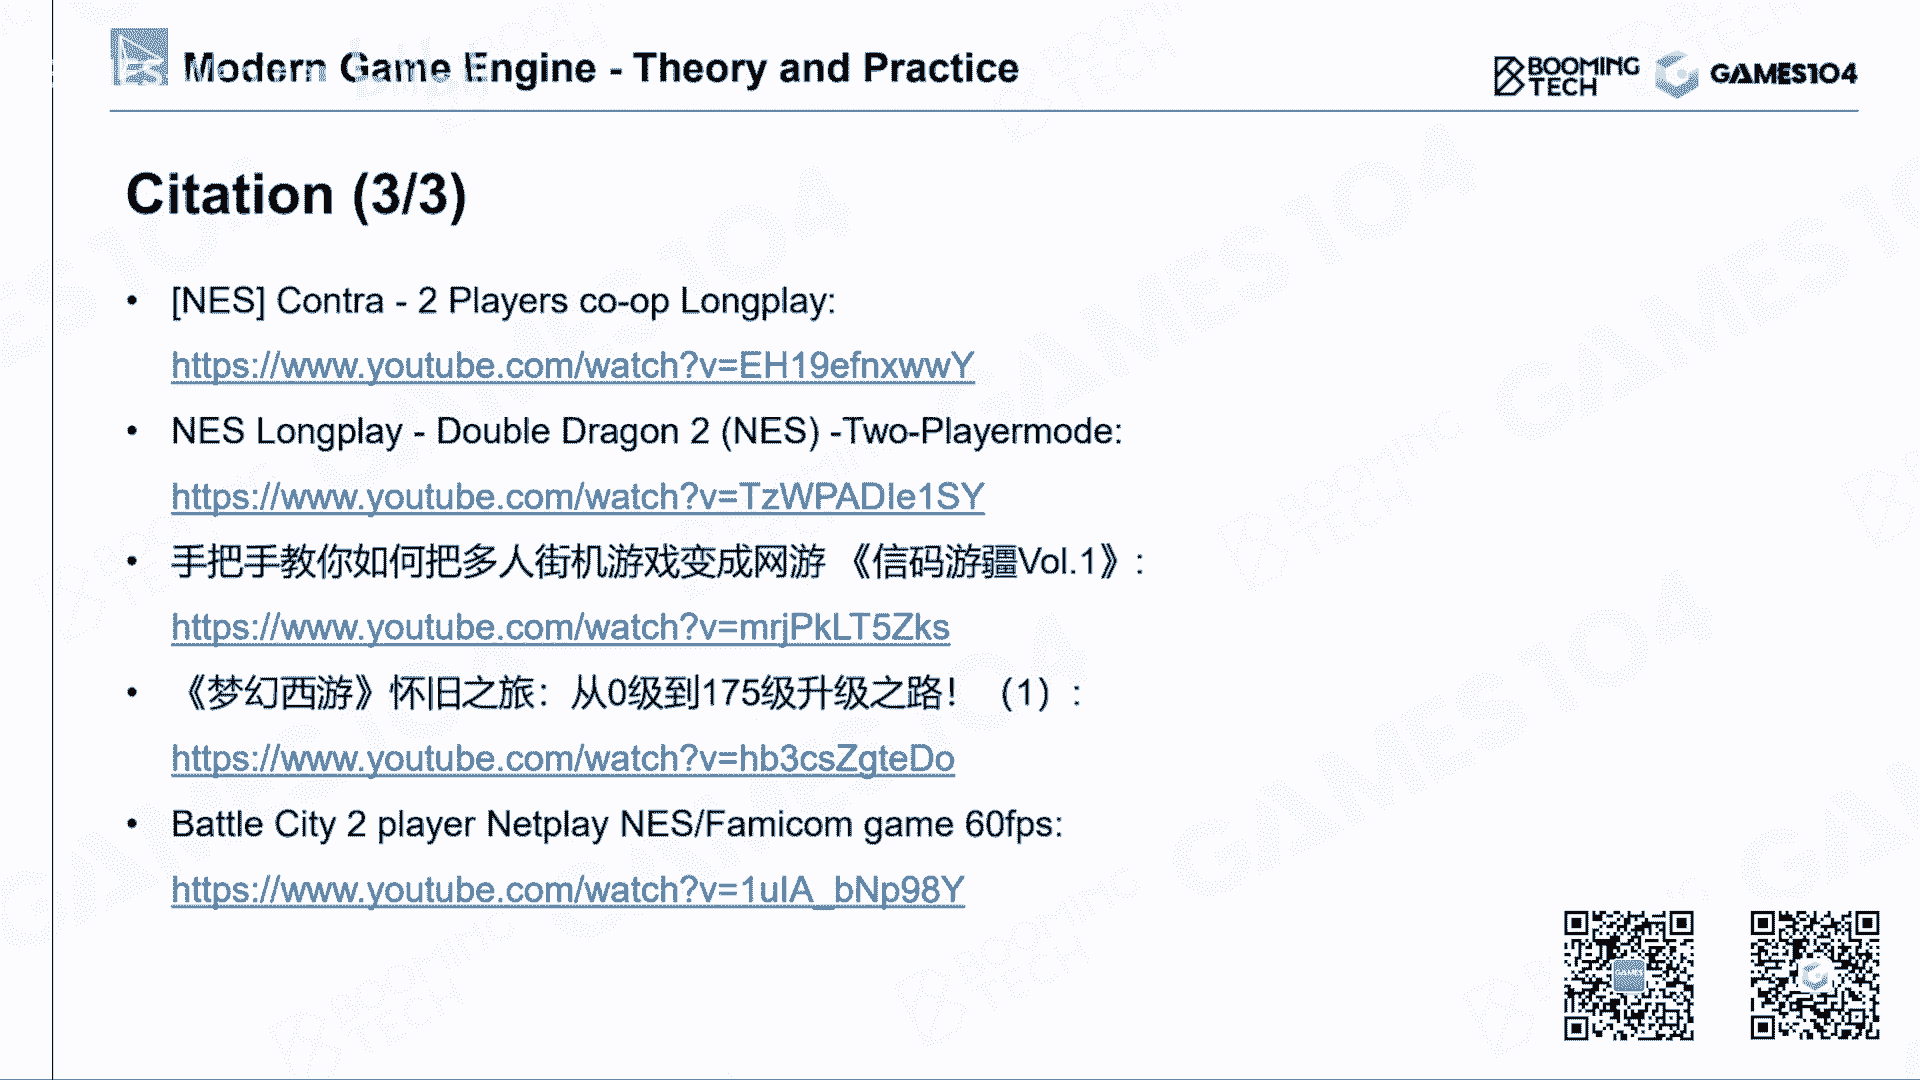 Modern Game Engine - Theory and Practice
BOOMING
TECH
GAMES104
Citation (3/3)
• [NES] Contra - 2 Players co-op Longplay:
https://www.youtube.com/watch?v=EH19efnxwwY
• NES Longplay - Double Dragon 2 (NES) -Two-Playermode:
https://www.youtube.com/watch?v=TzWPADIe1SY
• 手把手教你如何把多人街机游戏变成网游 《信码游疆Vol.1》:
https://www.youtube.com/watch?v=mrjPkLT5Zks
• 《梦幻西游》怀旧之旅：从0级到175级升级之路！（1）:
https://www.youtube.com/watch?v=hb3csZgteDo
• Battle City 2 player Netplay NES/Famicom game 60fps:
https://www.youtube.com/watch?v=1uIA_bNp98Y